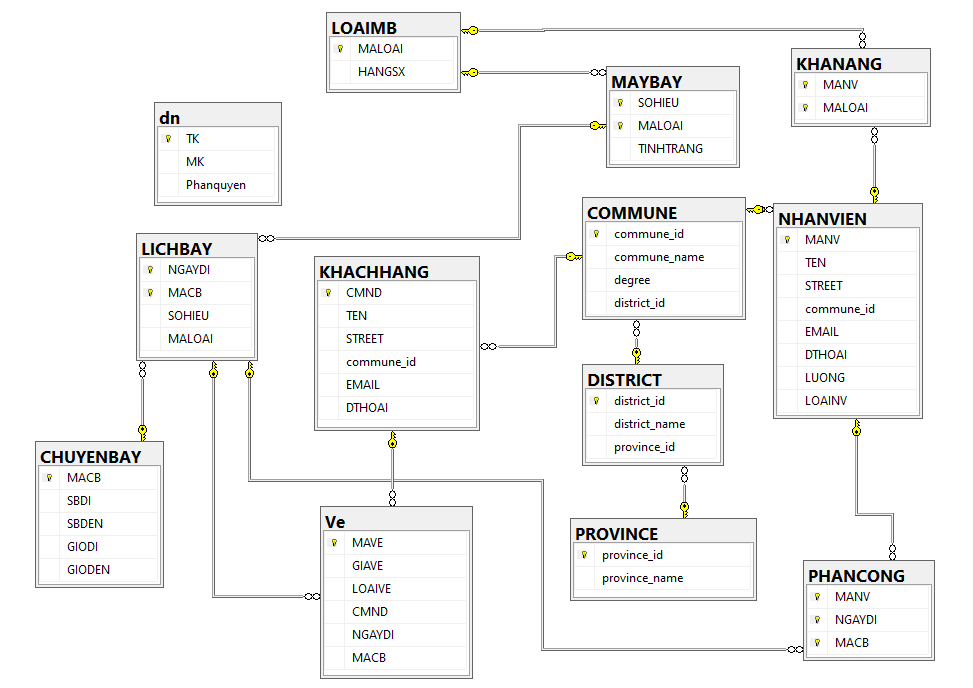 LOAIMB
MALOAI
HANGSX
KHANANG
MANV
MALOAI
MAYBAY
SOHIEU
MALOAI
TINHTRANG
dn
TK
MK
Phanquyen
COMMUNE
commune_id
commune_name
degree
district_id
NHANVIEN
MANV
TEN
STREET
commune_id
EMAIL
DTHOAI
LUONG
LOAINV
LICHBAY
NGAYDI
MACB
SOHIEU
MALOAI
KHACHHANG
CMND
TEN
STREET
commune_id
EMAIL
DTHOAI
DISTRICT
district_id
district_name
province_id
CHUYENBAY
MACB
SBDI
SBDEN
GIODI
GIODEN
Ve
MAVE
GIAVE
LOAIVE
CMND
NGAYDI
MACB
PROVINCE
province_id
province_name
PHANCONG
MANV
NGAYDI
MACB